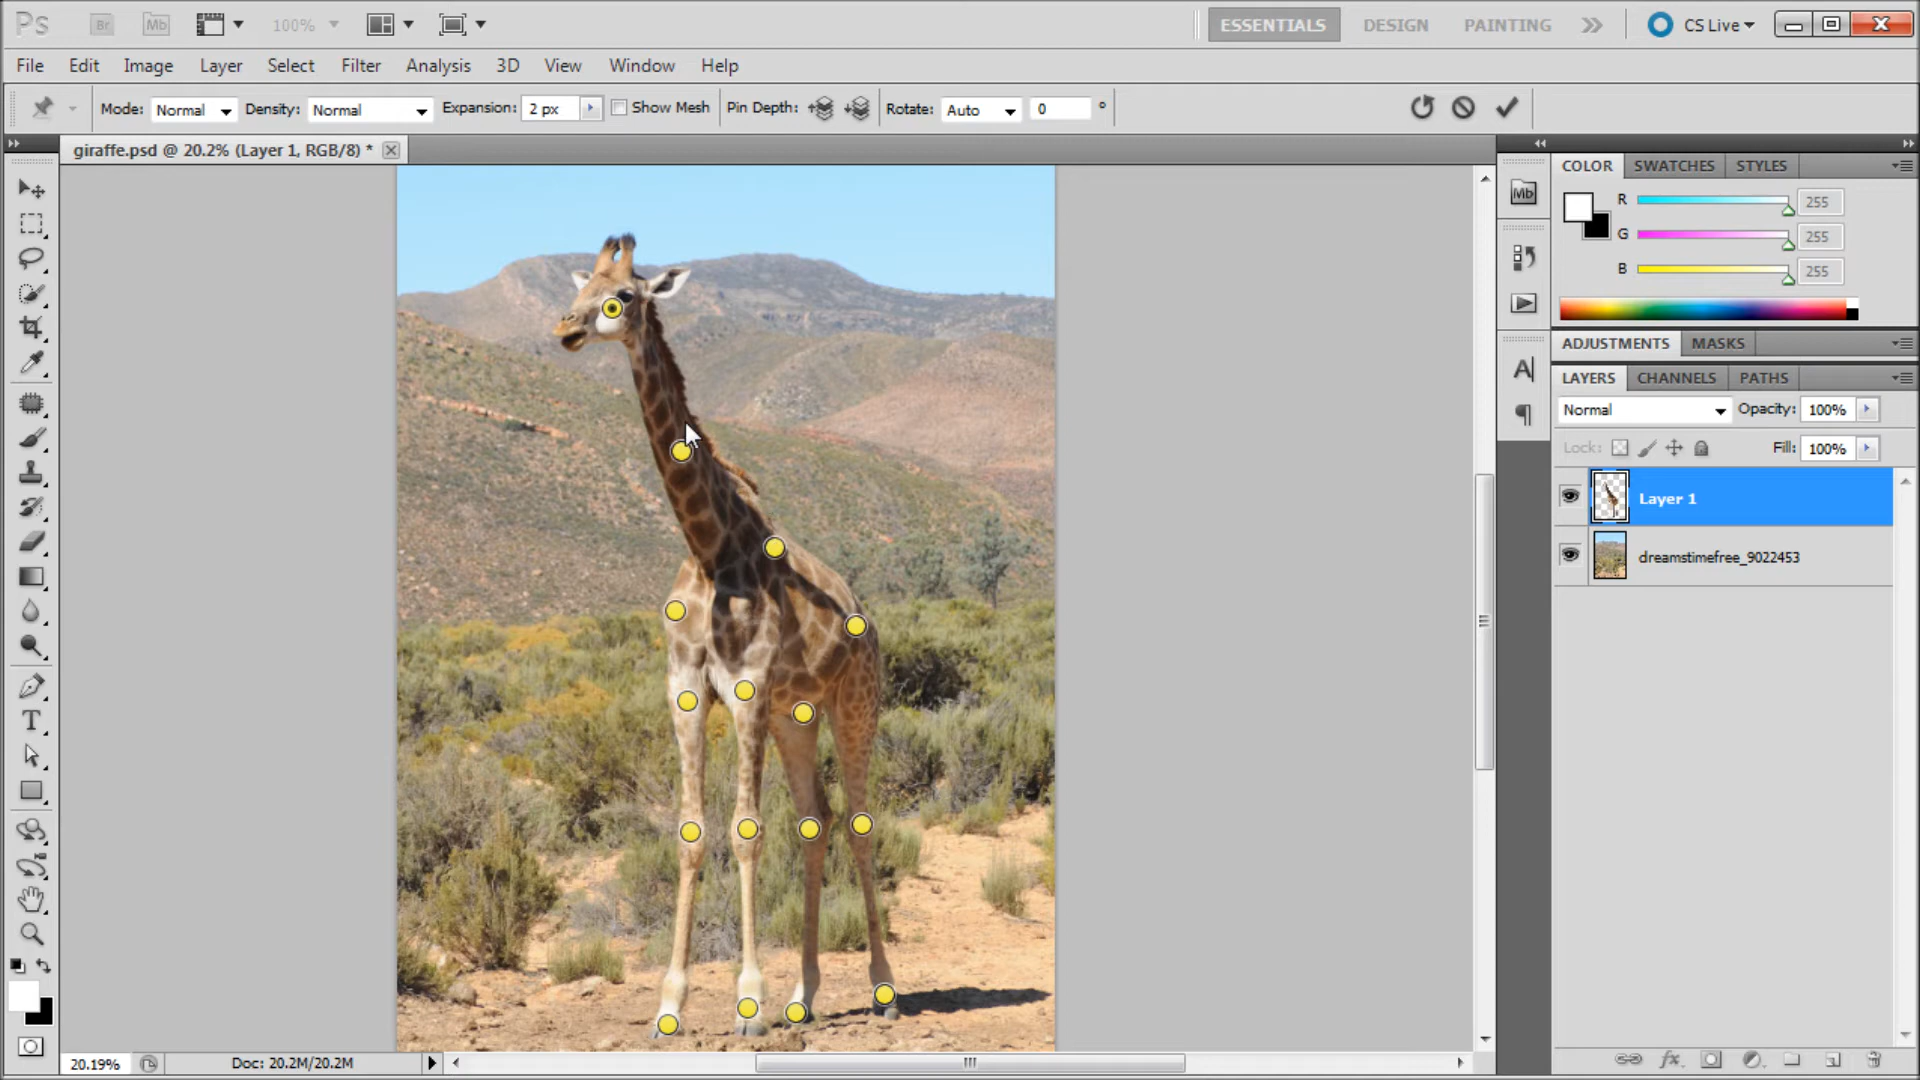 Ps Br Mb 100% ESSENTIALS DESIGN PAINTING CS Live
File Edit Image Layer Select Filter Analysis 3D View Window Help
Mode: Normal Density: Normal Expansion: 2 px Show Mesh Pin Depth: Rotate: Auto 0 °
giraffe.psd @ 20.2% (Layer 1, RGB/8) *
COLOR SWATCHES STYLES
Mb
R 255
G 255
B 255
ADJUSTMENTS MASKS
LAYERS CHANNELS PATHS
Normal Opacity: 100%
Lock: Fill: 100%
Layer 1
dreamstimefree_9022453
20.19% Doc: 20.2M/20.2M